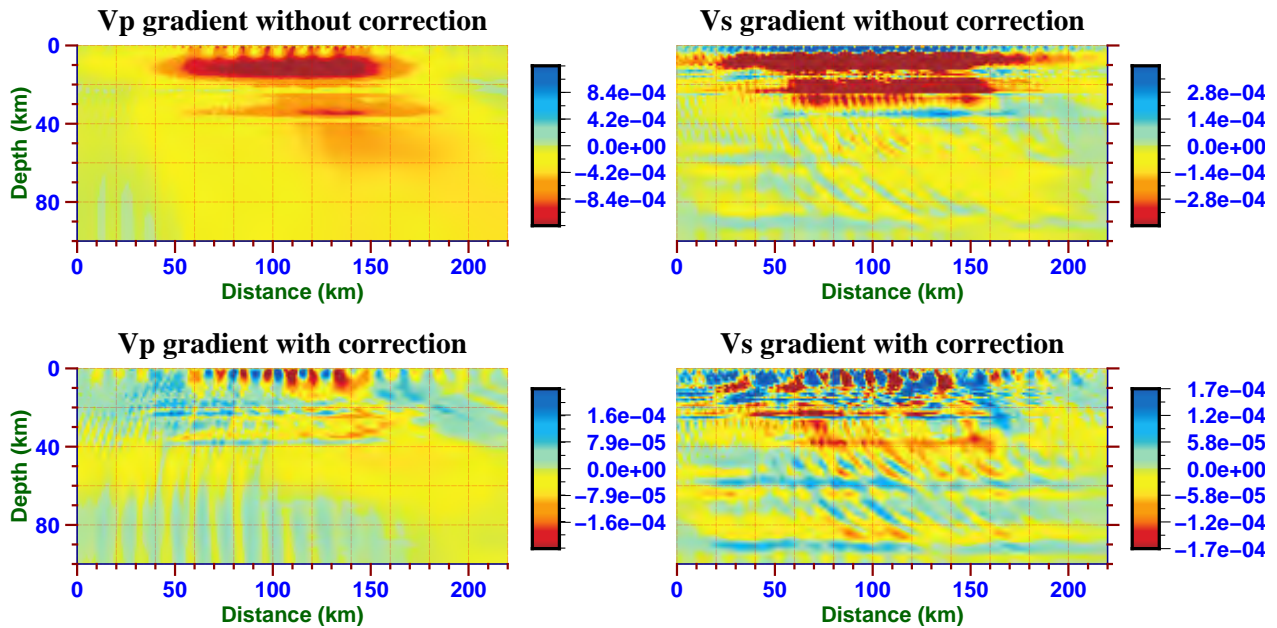 Vp gradient without correction
Vs gradient without correction
0
40
80
Depth (km)
0 50 100 150 200
Distance (km)
8.4e−04
4.2e−04
0.0e+00
−4.2e−04
−8.4e−04
0 50 100 150 200
Distance (km)
2.8e−04
1.4e−04
0.0e+00
−1.4e−04
−2.8e−04
Vp gradient with correction
Vs gradient with correction
0
40
80
Depth (km)
0 50 100 150 200
Distance (km)
1.6e−04
7.9e−05
0.0e+00
−7.9e−05
−1.6e−04
0 50 100 150 200
Distance (km)
1.7e−04
1.2e−04
5.8e−05
0.0e+00
−5.8e−05
−1.2e−04
−1.7e−04